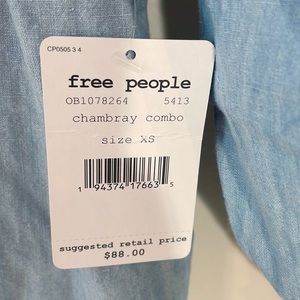 CP0505 3 4
free people
OB1078264 5413
chambray combo
size XS
1 94374 17663 5
suggested retail price
$88.00